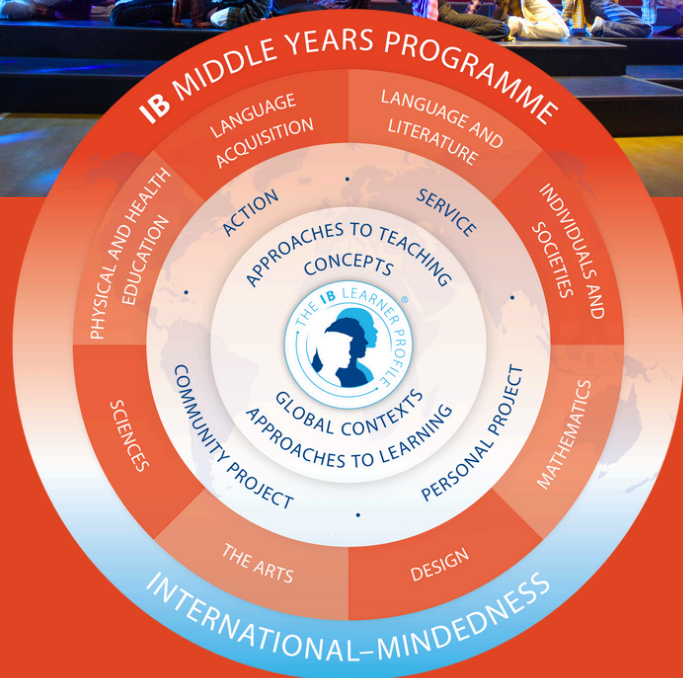 IB MIDDLE YEARS PROGRAMME
LANGUAGE
ACQUISITION
LANGUAGE AND
LITERATURE
PHYSICAL AND HEALTH
EDUCATION
INDIVIDUALS AND
SOCIETIES
SCIENCES
MATHEMATICS
THE ARTS
DESIGN
ACTION
SERVICE
COMMUNITY PROJECT
PERSONAL PROJECT
APPROACHES TO TEACHING
CONCEPTS
THE IB LEARNER PROFILE ®
GLOBAL CONTEXTS
APPROACHES TO LEARNING
INTERNATIONAL–MINDEDNESS